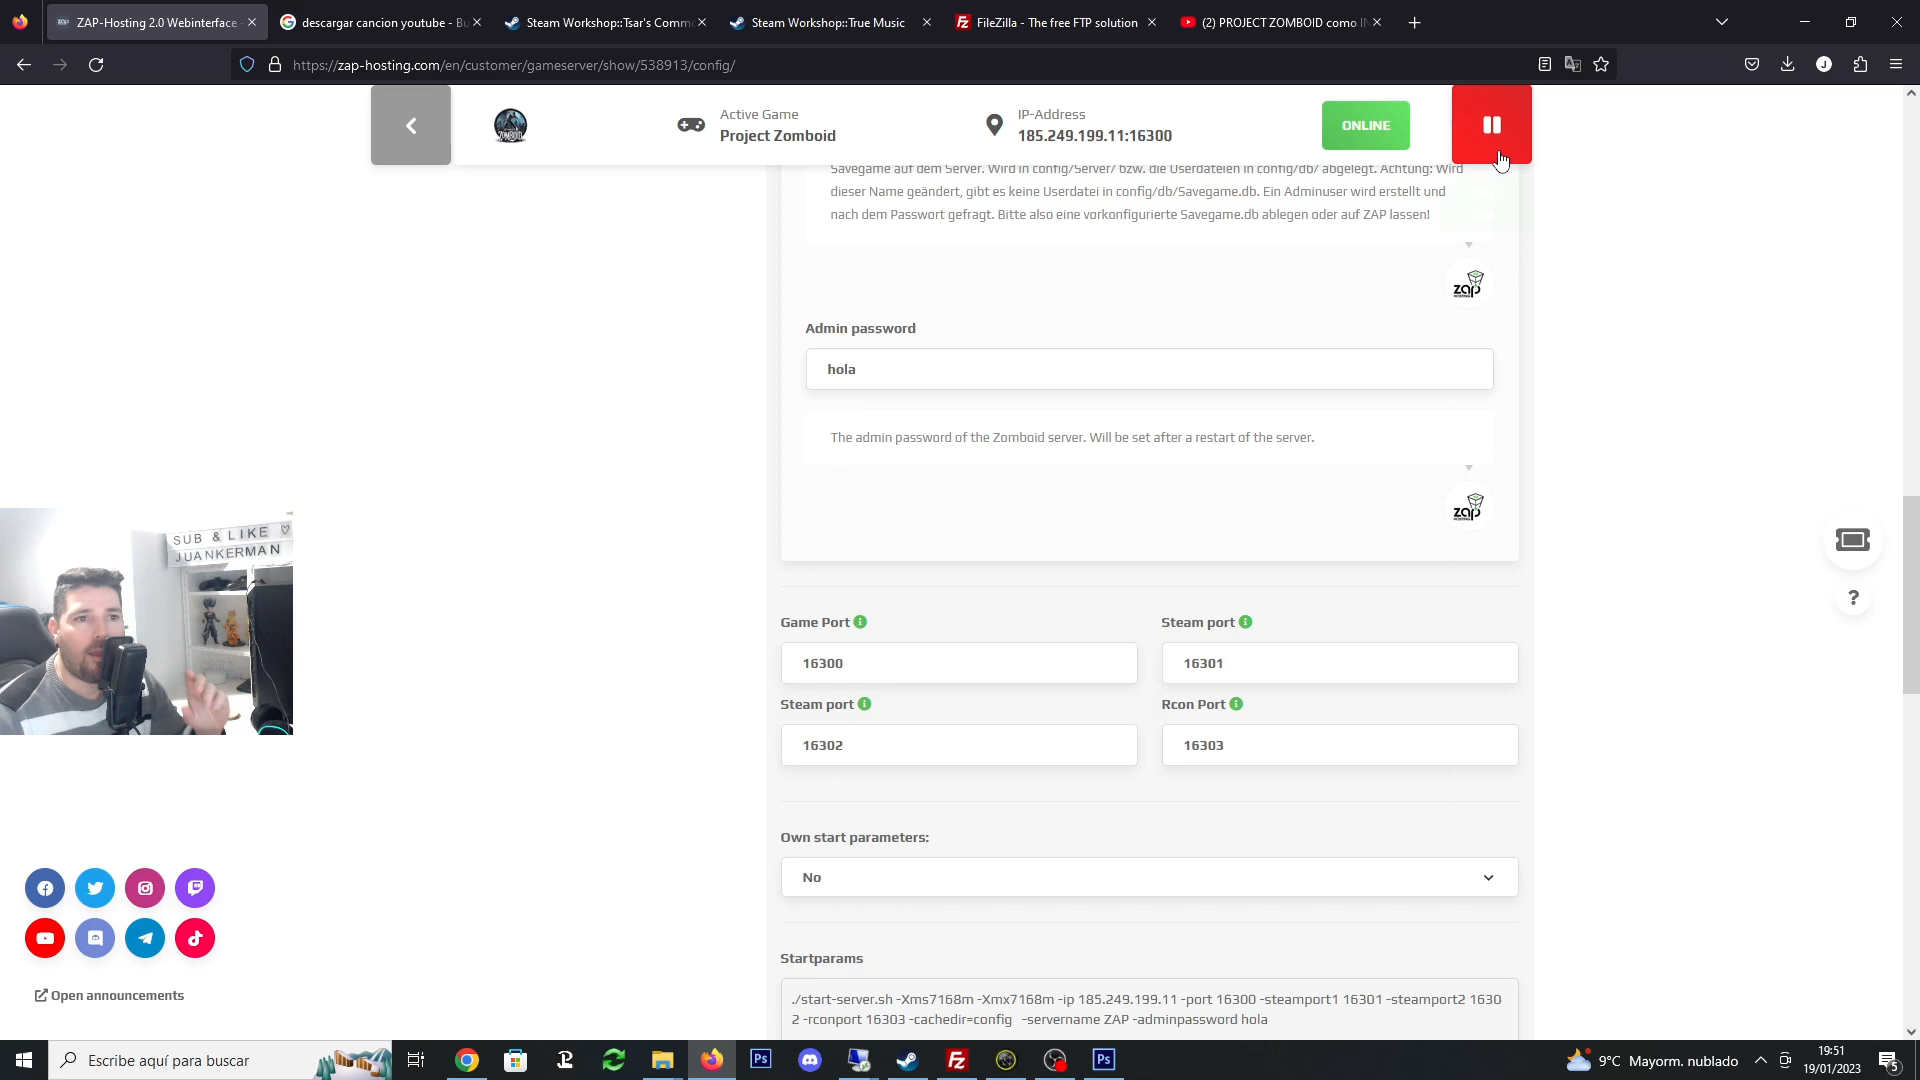 ZAP-Hosting 2.0 Webinterface -
descargar cancion youtube - Bu
Steam Workshop::Tsar's Commo
Steam Workshop::True Music
FileZilla - The free FTP solution
(2) PROJECT ZOMBOID como IN
https://zap-hosting.com/en/customer/gameserver/show/538913/config/
Active Game
Project Zomboid
IP-Address
185.249.199.11:16300
ONLINE
Savegame auf dem Server. Wird in config/Server/ bzw. die Userdateien in config/db/ abgelegt. Achtung: Wird
dieser Name geändert, gibt es keine Userdatei in config/db/Savegame.db. Ein Adminuser wird erstellt und
nach dem Passwort gefragt. Bitte also eine vorkonfigurierte Savegame.db ablegen oder auf ZAP lassen!
zap
HOSTING
Admin password
hola
The admin password of the Zomboid server. Will be set after a restart of the server.
zap
HOSTING
SUB & LIKE ♡
JUANKERMAN
Game Port
Steam port
16300
16301
Steam port
Rcon Port
16302
16303
Own start parameters:
No
Startparams
./start-server.sh -Xms7168m -Xmx7168m -ip 185.249.199.11 -port 16300 -steamport1 16301 -steamport2 1630
2 -rconport 16303 -cachedir=config   -servername ZAP -adminpassword hola
Open announcements
Escribe aquí para buscar
9°C Mayorm. nublado
19:51
19/01/2023
5